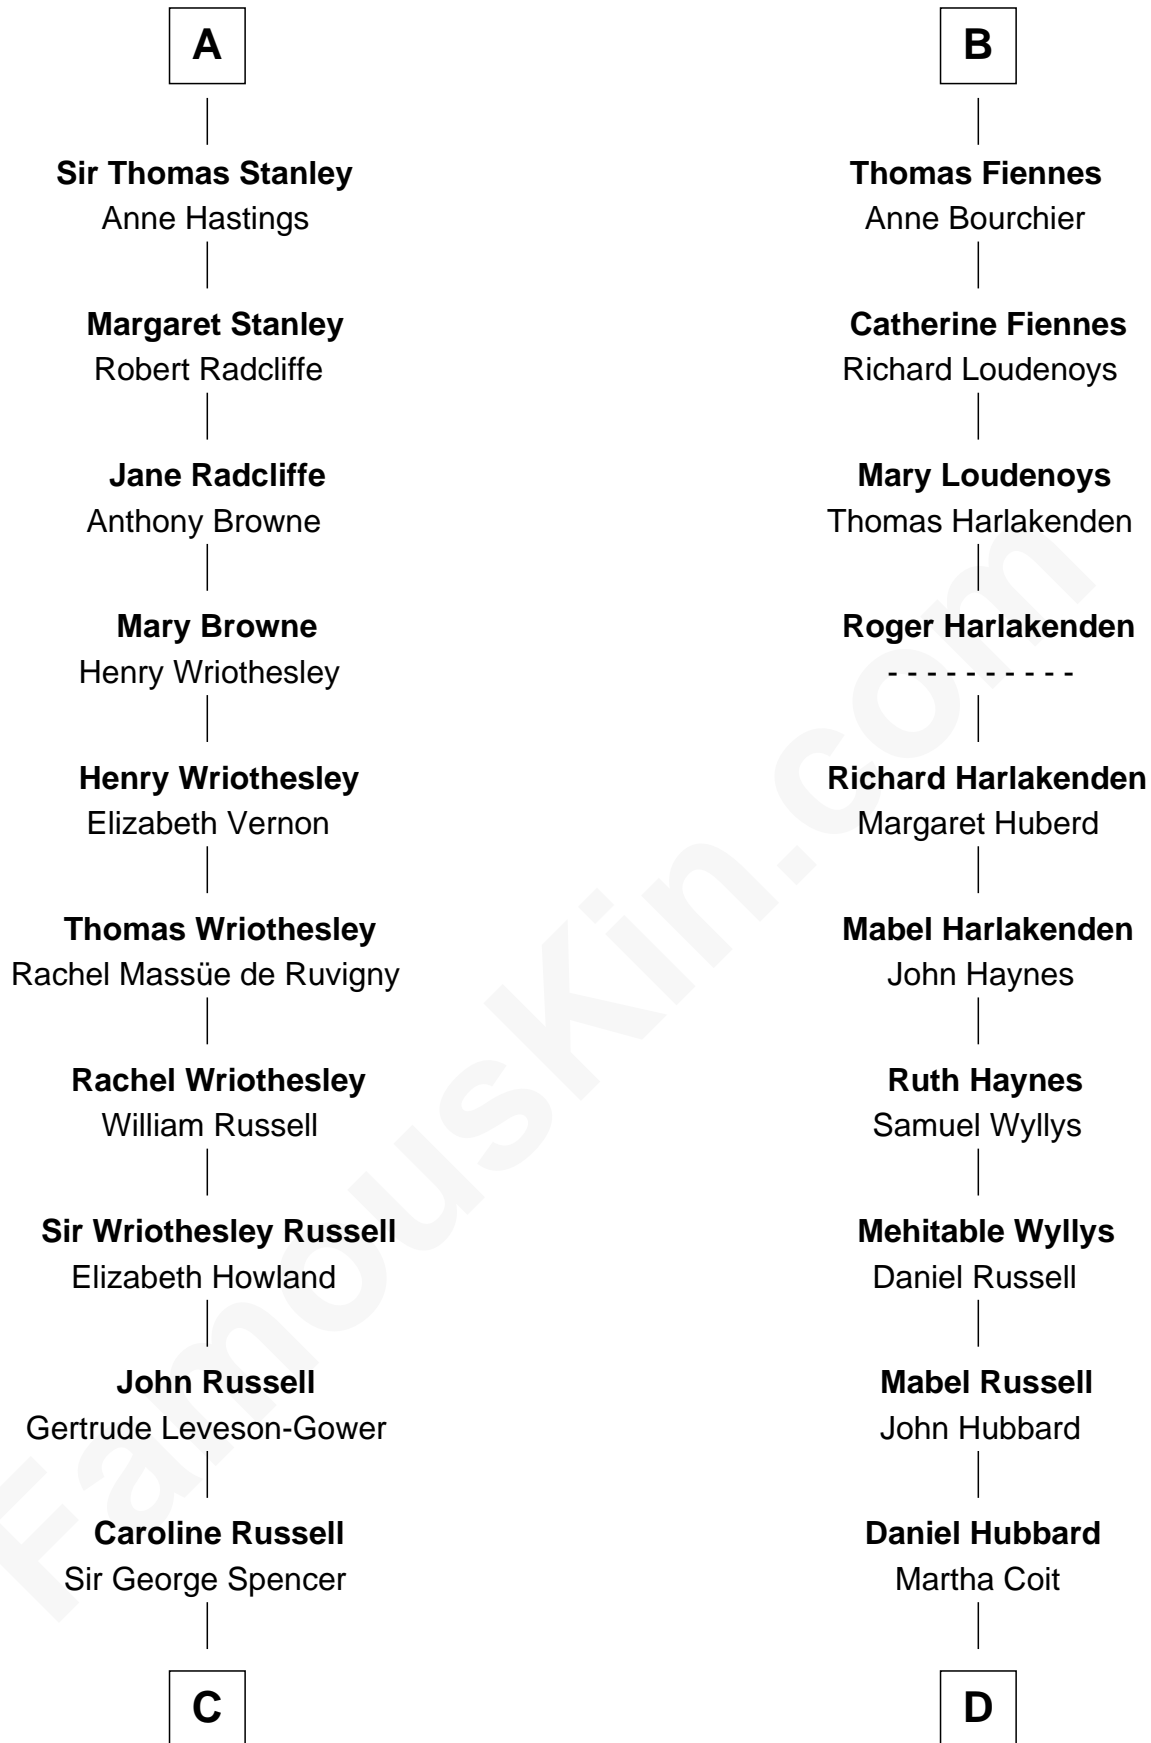 A
Sir Thomas Stanley
Anne Hastings
Margaret Stanley
Robert Radcliffe
Jane Radcliffe
Anthony Browne
Mary Browne
Henry Wriothesley
Henry Wriothesley
Elizabeth Vernon
Thomas Wriothesley
Rachel Massüe de Ruvigny
Rachel Wriothesley
William Russell
Sir Wriothesley Russell
Elizabeth Howland
John Russell
Gertrude Leveson-Gower
Caroline Russell
Sir George Spencer
C
B
Thomas Fiennes
Anne Bourchier
Catherine Fiennes
Richard Loudenoys
Mary Loudenoys
Thomas Harlakenden
Roger Harlakenden
- - - - - - - - - -
Richard Harlakenden
Margaret Huberd
Mabel Harlakenden
John Haynes
Ruth Haynes
Samuel Wyllys
Mehitable Wyllys
Daniel Russell
Mabel Russell
John Hubbard
Daniel Hubbard
Martha Coit
D
FamousKin.com